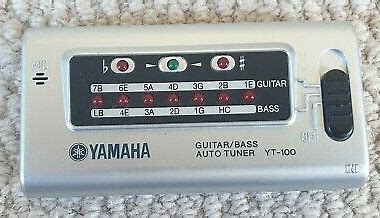 MIC
♭ ♯
7B 6E 5A 4D 3G 2B 1E GUITAR
LB 4E 3A 2D 1G HC BASS
YAMAHA
GUITAR/BASS
AUTO TUNER YT-100